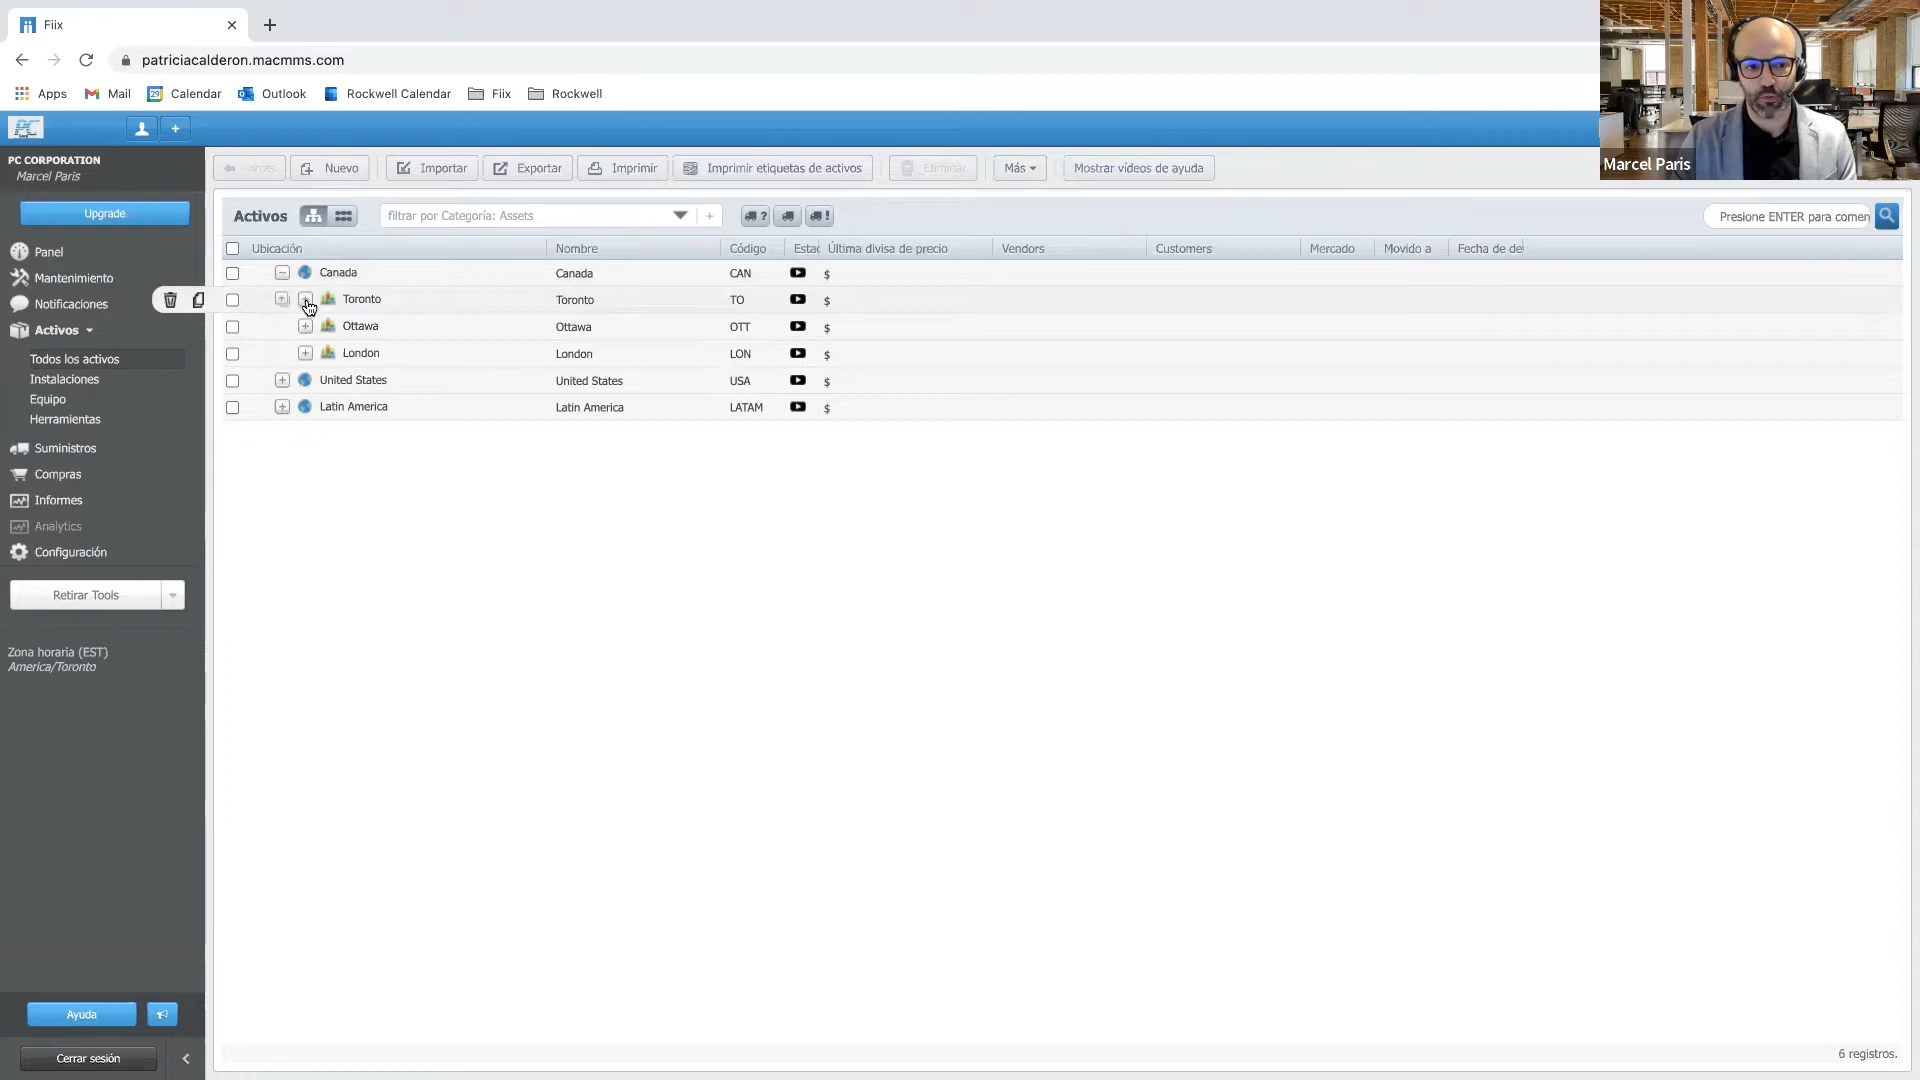 Fiix
patriciacalderon.macmms.com
Apps Mail Calendar Outlook Rockwell Calendar Fiix Rockwell
Marcel Paris
PC CORPORATION
Marcel Paris
Upgrade
Panel
Mantenimiento
Notificaciones
Activos
Todos los activos
Instalaciones
Equipo
Herramientas
Suministros
Compras
Informes
Analytics
Configuración
Retirar Tools
Zona horaria (EST)
America/Toronto
Ayuda
Cerrar sesión
Nuevo Importar Exportar Imprimir Imprimir etiquetas de activos Eliminar Más Mostrar vídeos de ayuda
Activos filtrar por Categoría: Assets + ? ! Presione ENTER para comen
Ubicación Nombre Código Estac Última divisa de precio Vendors Customers Mercado Movido a Fecha de de
Canada Canada CAN $
Toronto Toronto TO $
Ottawa Ottawa OTT $
London London LON $
United States United States USA $
Latin America Latin America LATAM $
6 registros.